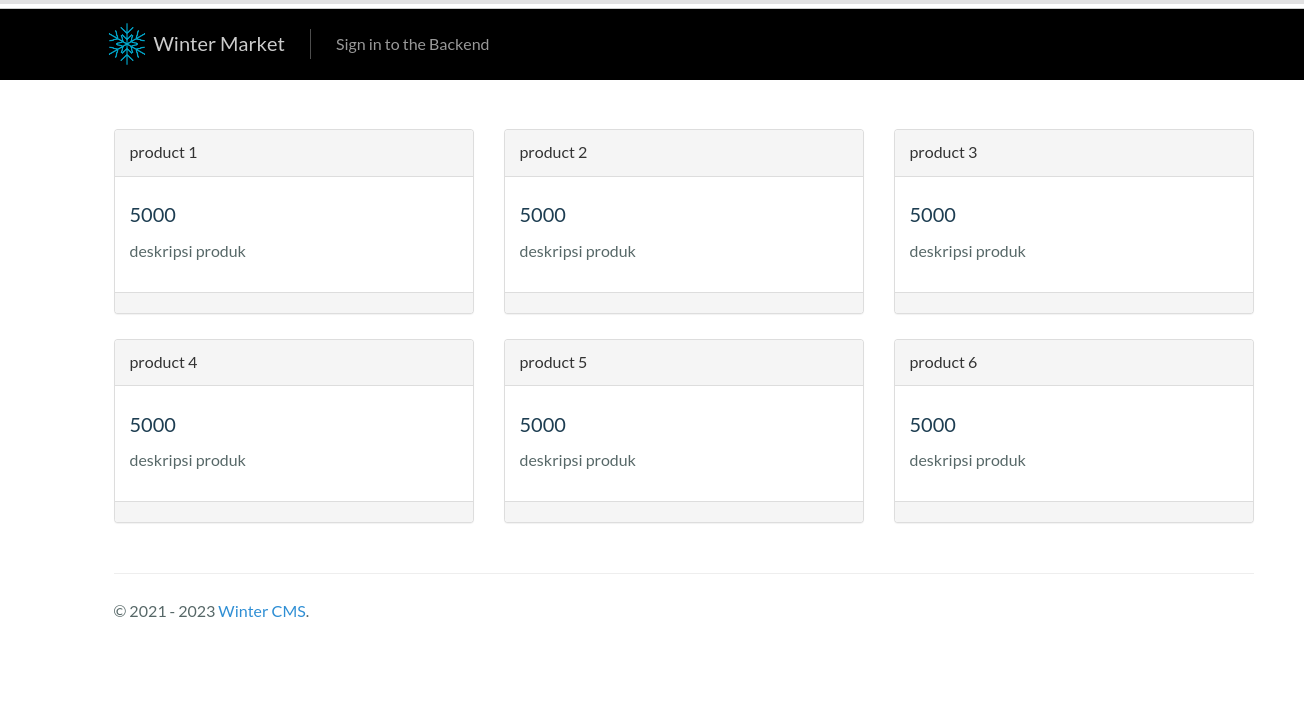 Winter Market
Sign in to the Backend
product 1
5000
deskripsi produk
product 2
5000
deskripsi produk
product 3
5000
deskripsi produk
product 4
5000
deskripsi produk
product 5
5000
deskripsi produk
product 6
5000
deskripsi produk
© 2021 - 2023 Winter CMS.